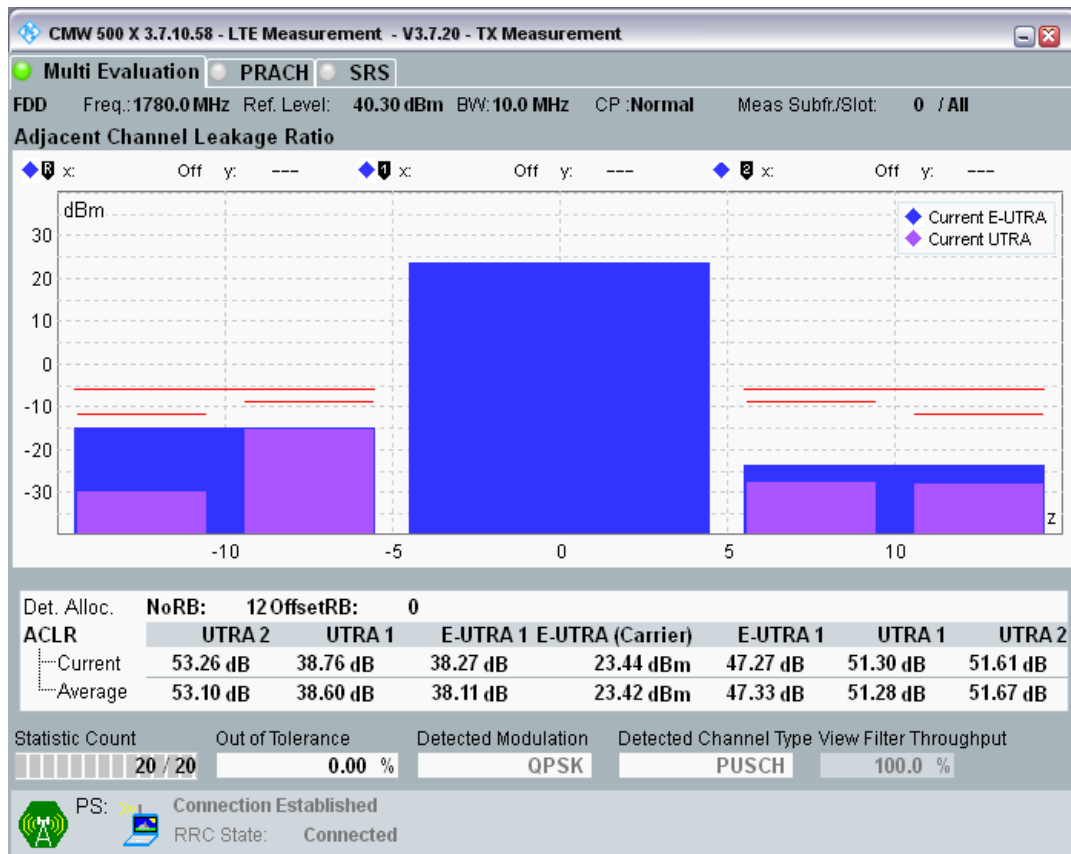 CMW 500 X 3.7.10.58 - LTE Measurement - V3.7.20 - TX Measurement
Multi Evaluation PRACH SRS
FDD Freq.:1780.0 MHz Ref. Level: 40.30 dBm BW:10.0 MHz CP :Normal Meas Subfr./Slot: 0 / All
Adjacent Channel Leakage Ratio
R x: Off y: --- 1 x: Off y: --- 2 x: Off y: ---
dBm
Current E-UTRA
Current UTRA
30
20
10
0
-10
-20
-30
z
-10 -5 0 5 10
Det. Alloc. NoRB: 12 OffsetRB: 0
ACLR UTRA 2 UTRA 1 E-UTRA 1 E-UTRA (Carrier) E-UTRA 1 UTRA 1 UTRA 2
Current 53.26 dB 38.76 dB 38.27 dB 23.44 dBm 47.27 dB 51.30 dB 51.61 dB
Average 53.10 dB 38.60 dB 38.11 dB 23.42 dBm 47.33 dB 51.28 dB 51.67 dB
Statistic Count Out of Tolerance Detected Modulation Detected Channel Type View Filter Throughput
20 / 20 0.00 % QPSK PUSCH 100.0 %
PS: Connection Established
RRC State: Connected